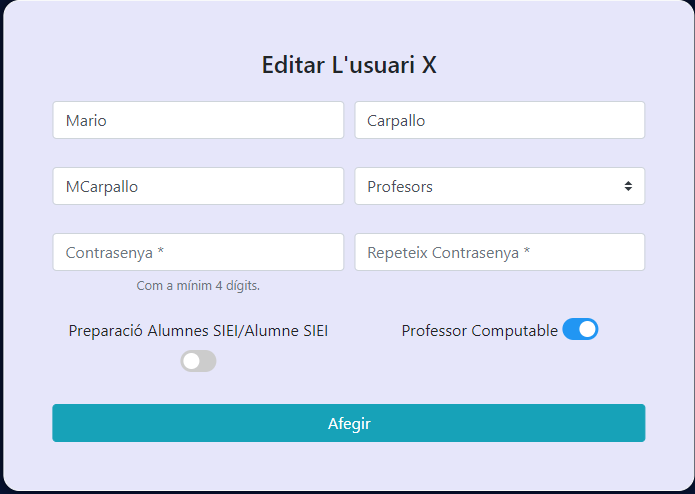 Editar L'usuari X
Mario
Carpallo
MCarpallo
Profesors
Contrasenya *
Repeteix Contrasenya *
Com a mínim 4 dígits.
Preparació Alumnes SIEI/Alumne SIEI
Professor Computable
Afegir